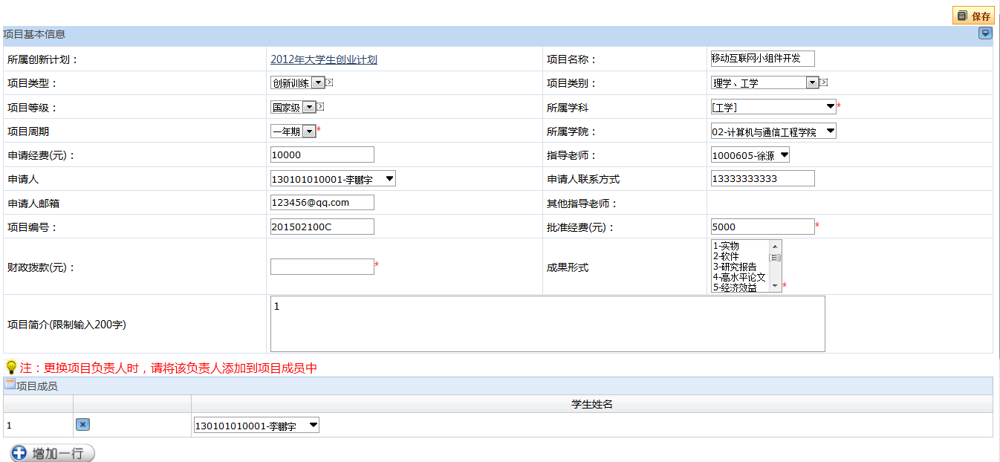 保存
项目基本信息
所属创新计划： 2012年大学生创业计划 项目名称： 移动互联网小组件开发
项目类型： 创新训练 项目类别： 理学、工学
项目等级： 国家级 所属学科 [工学] *
项目周期 一年期 * 所属学院： 02-计算机与通信工程学院
申请经费(元)： 10000 指导老师： 1000605-徐源
申请人 130101010001-李鹏宇 申请人联系方式 13333333333
申请人邮箱 123456@qq.com 其他指导老师：
项目编号： 201502100C 批准经费(元)： 5000 *
财政拨款(元)： * 成果形式
1-实物
2-软件
3-研究报告
4-高水平论文
5-经济效益 *
项目简介(限制输入200字) 1
注：更换项目负责人时，请将该负责人添加到项目成员中
项目成员
学生姓名
1 130101010001-李鹏宇
增加一行